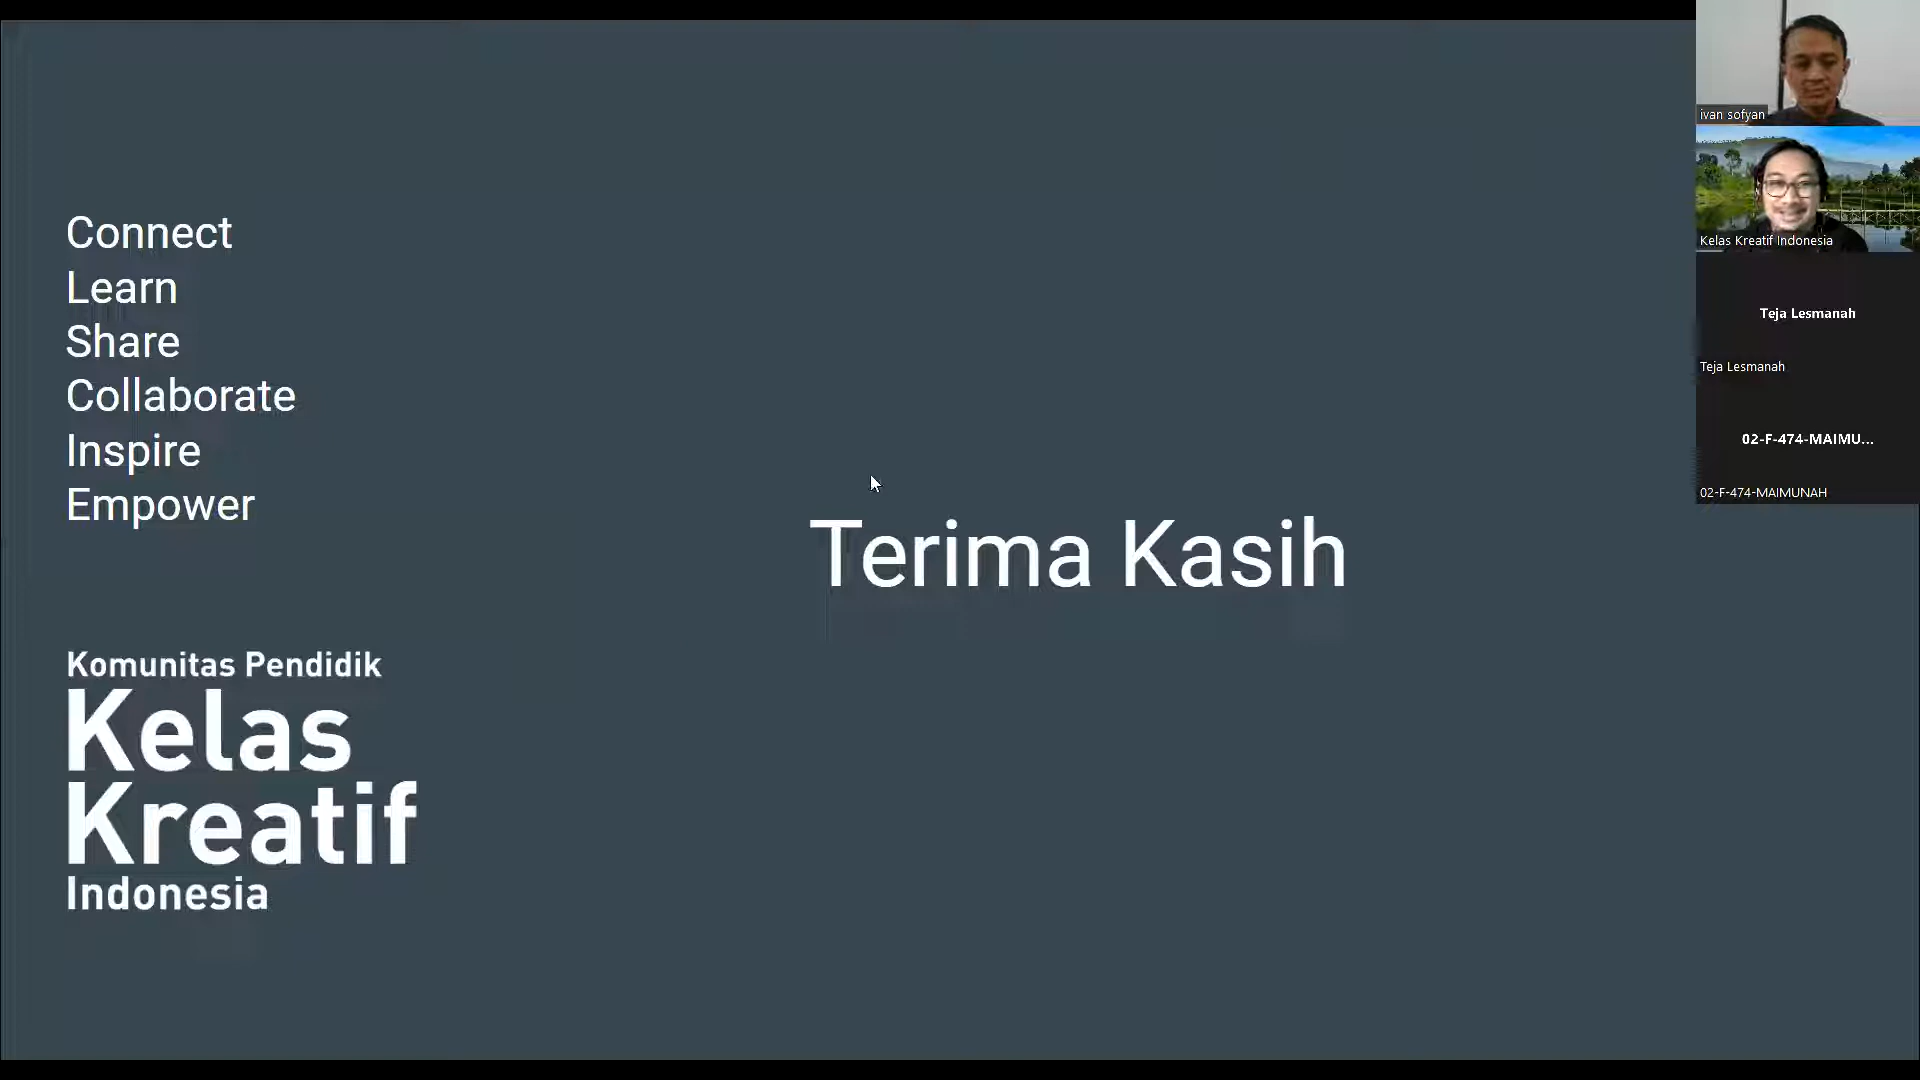 Connect
Learn
Share
Collaborate
Inspire
Empower
Terima Kasih
Komunitas Pendidik
Kelas
Kreatif
Indonesia
ivan sofyan
Kelas Kreatif Indonesia
Teja Lesmanah
Teja Lesmanah
02-F-474-MAIMU...
02-F-474-MAIMUNAH